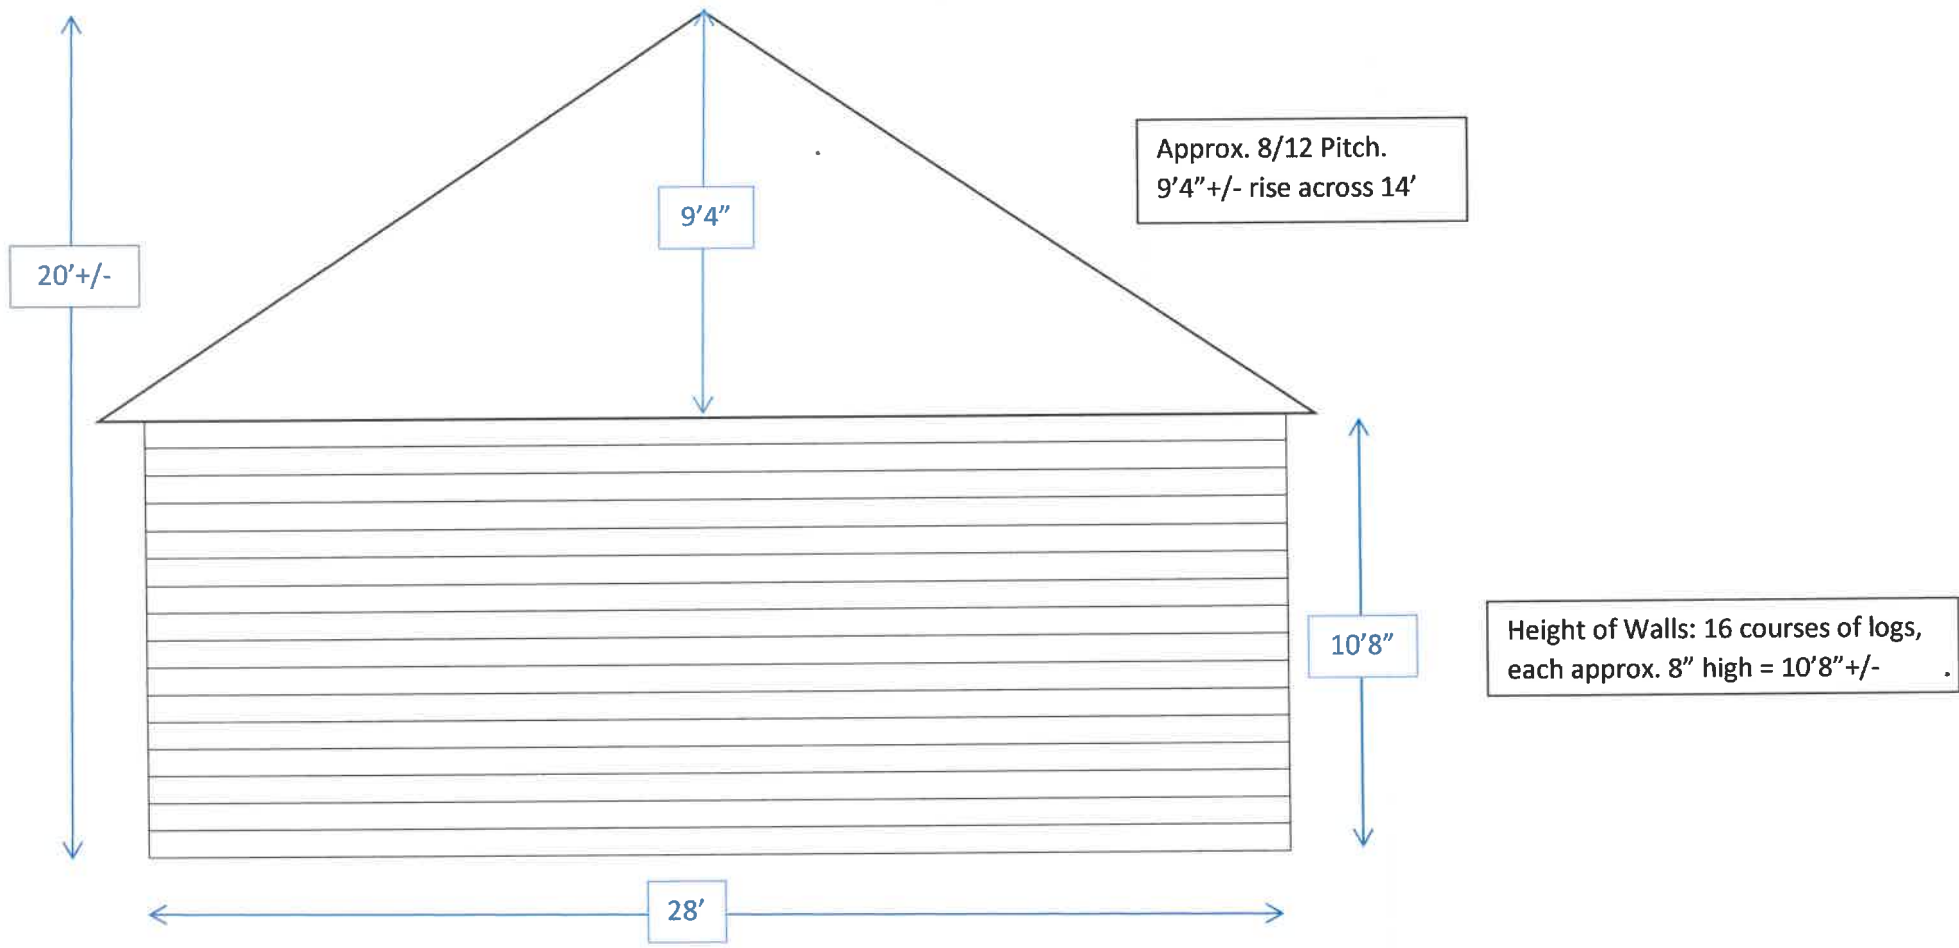 Approx. 8/12 Pitch.
9’4”+/- rise across 14’
9’4”
20’+/-
10’8”
Height of Walls: 16 courses of logs,
each approx. 8” high = 10’8”+/-
28’